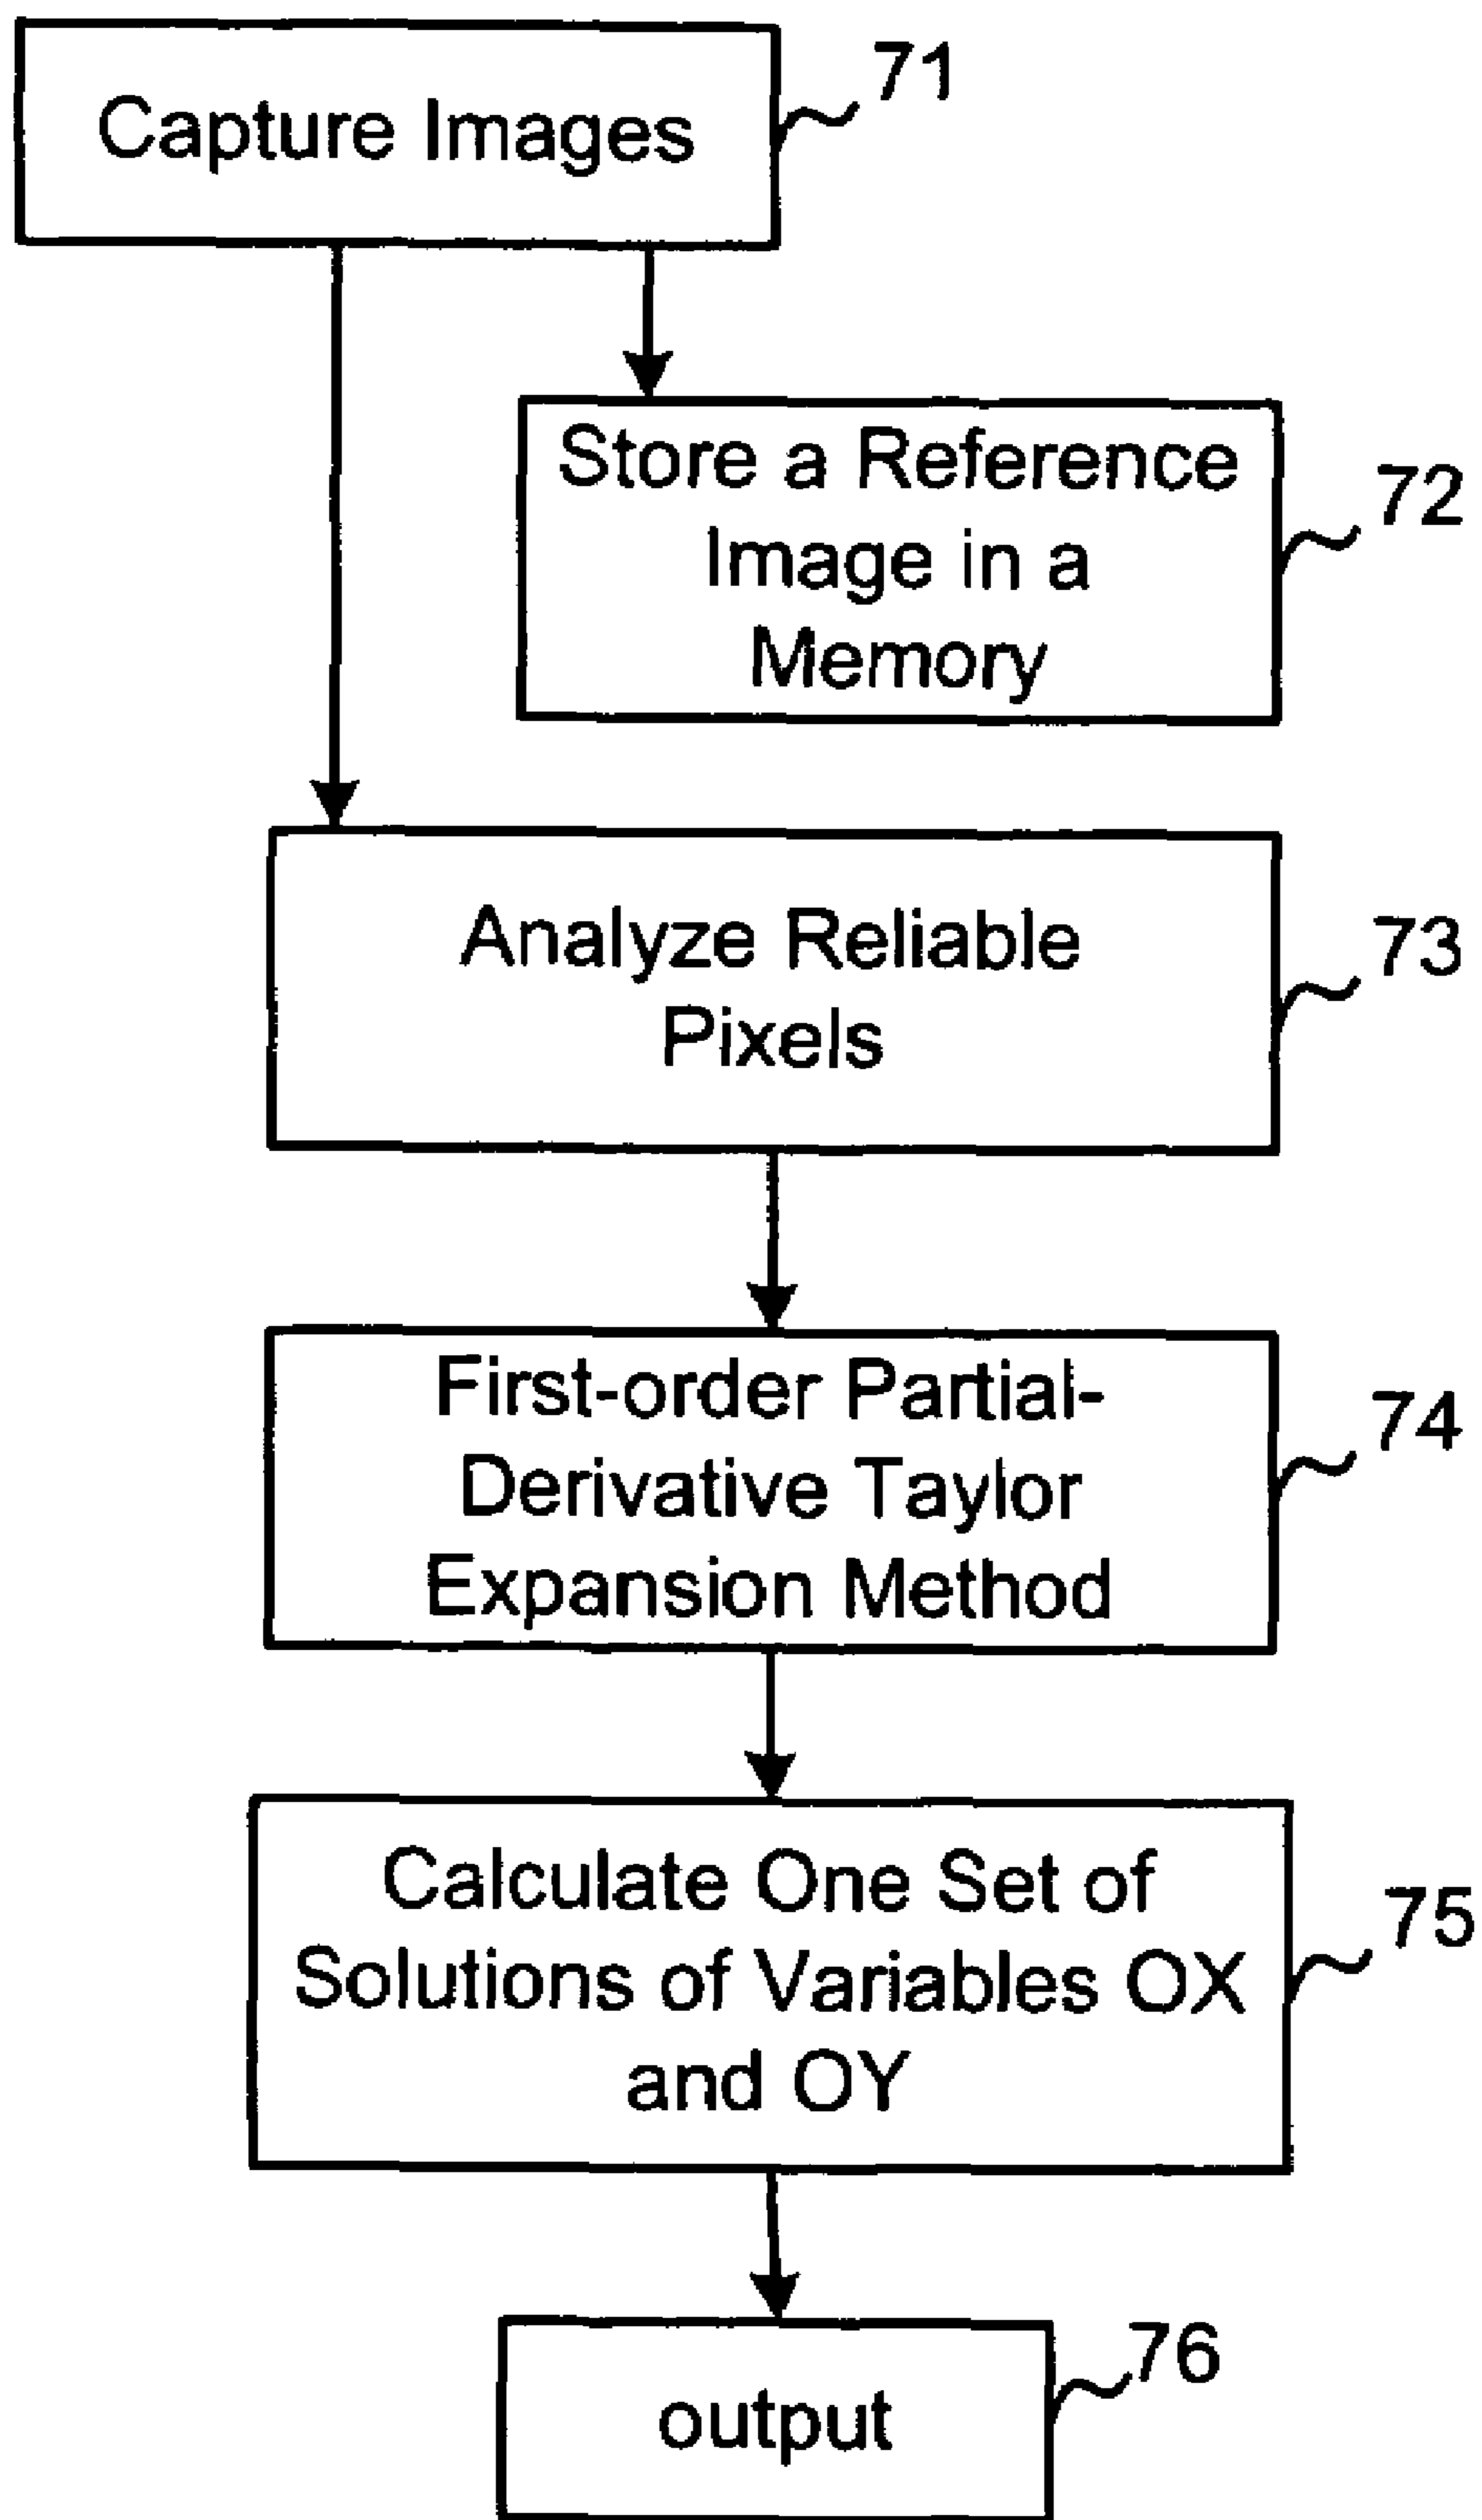 71
Capture Images
Store a Reference
Image in a
Memory
72
Analyze Reliable
Pixels
73
First-order Partial-
Derivative Taylor
Expansion Method
74
Calculate One Set of
Solutions of Variables OX
and OY
75
output
76